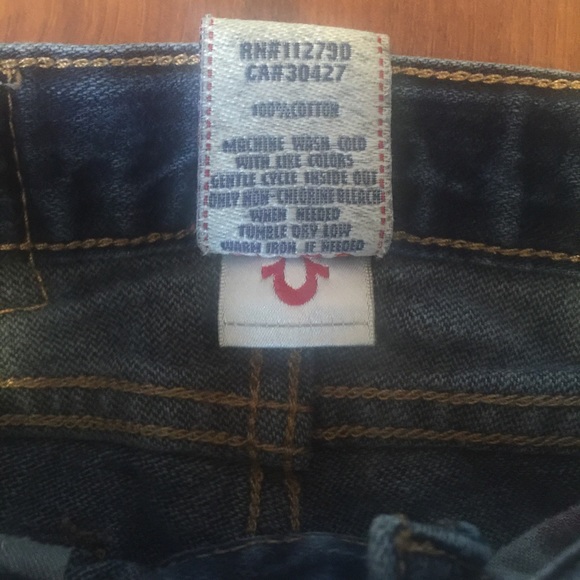 RN#112790
CA#30427
100%COTTON
MACHINE WASH COLD
WITH LIKE COLORS
GENTLE CYCLE INSIDE OUT
ONLY NON-CHLORINE BLEACH
WHEN NEEDED
TUMBLE DRY LOW
WARM IRON IF NEEDED